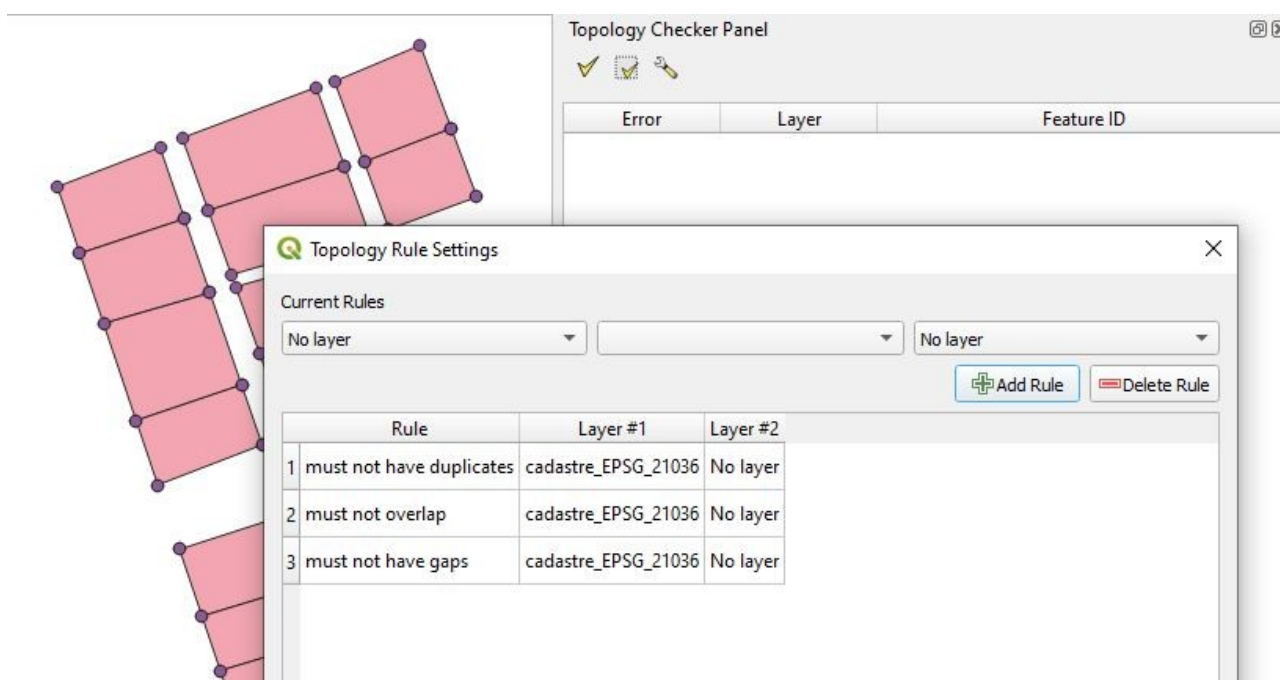 Topology Checker Panel
Error Layer Feature ID
Topology Rule Settings
Current Rules
No layer No layer
Add Rule Delete Rule
Rule Layer #1 Layer #2
1 must not have duplicates cadastre_EPSG_21036 No layer
2 must not overlap cadastre_EPSG_21036 No layer
3 must not have gaps cadastre_EPSG_21036 No layer